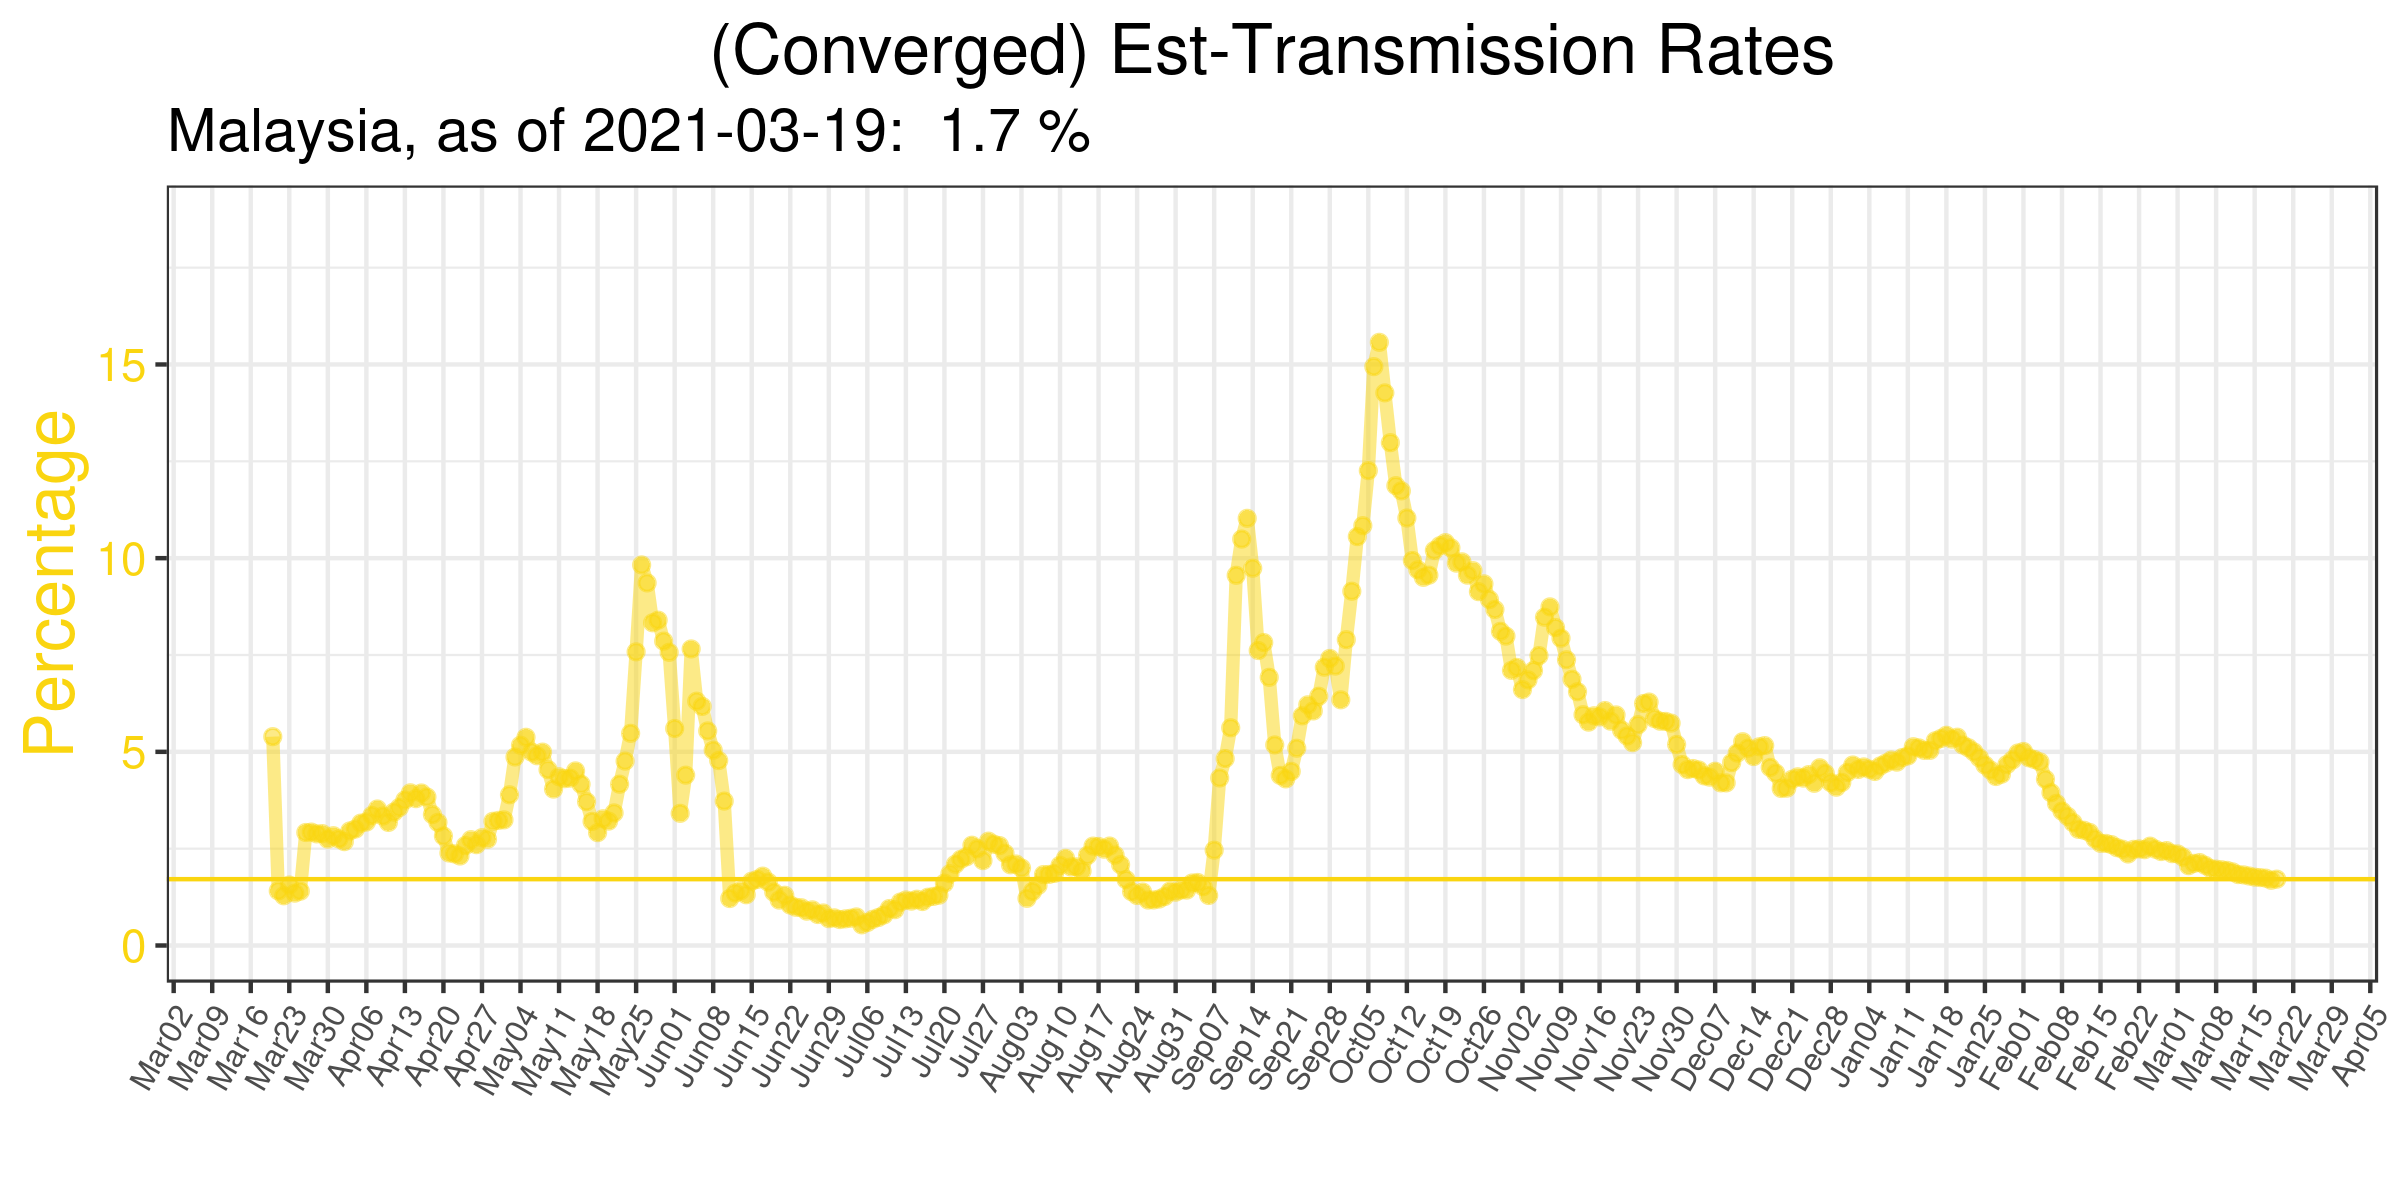 (Converged) Est-Transmission Rates
Malaysia, as of 2021-03-19:  1.7 %
Percentage
15
10
5
0
Mar02
Mar09
Mar16
Mar23
Mar30
Apr06
Apr13
Apr20
Apr27
May04
May11
May18
May25
Jun01
Jun08
Jun15
Jun22
Jun29
Jul06
Jul13
Jul20
Jul27
Aug03
Aug10
Aug17
Aug24
Aug31
Sep07
Sep14
Sep21
Sep28
Oct05
Oct12
Oct19
Oct26
Nov02
Nov09
Nov16
Nov23
Nov30
Dec07
Dec14
Dec21
Dec28
Jan04
Jan11
Jan18
Jan25
Feb01
Feb08
Feb15
Feb22
Mar01
Mar08
Mar15
Mar22
Mar29
Apr05